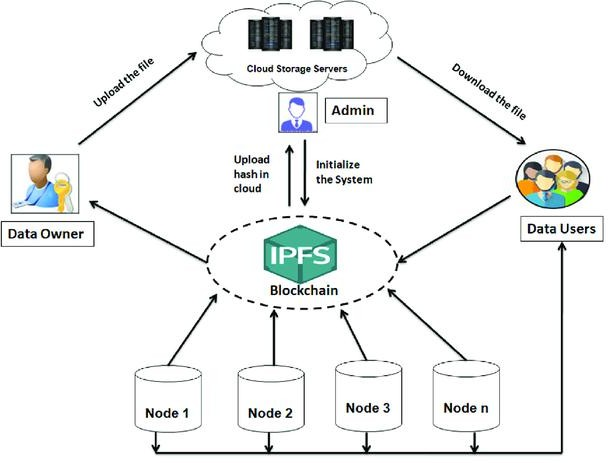 Cloud Storage Servers
Upload the file
Download the file
Admin
Upload
hash in
cloud
Initialize
the System
Data Owner
Data Users
IPFS
Blockchain
Node 1
Node 2
Node 3
Node n